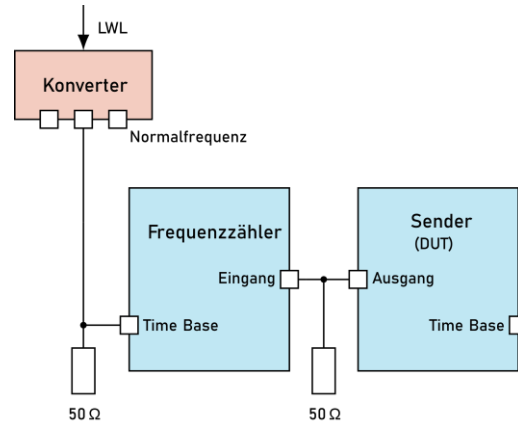 LWL
Konverter
Normalfrequenz
Frequenzzähler
Eingang
Time Base
50 Ω
Sender
(DUT)
Ausgang
Time Base
50 Ω